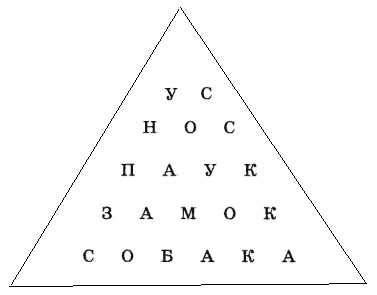 У С
Н О С
П А У К
З А М О К
С О Б А К А